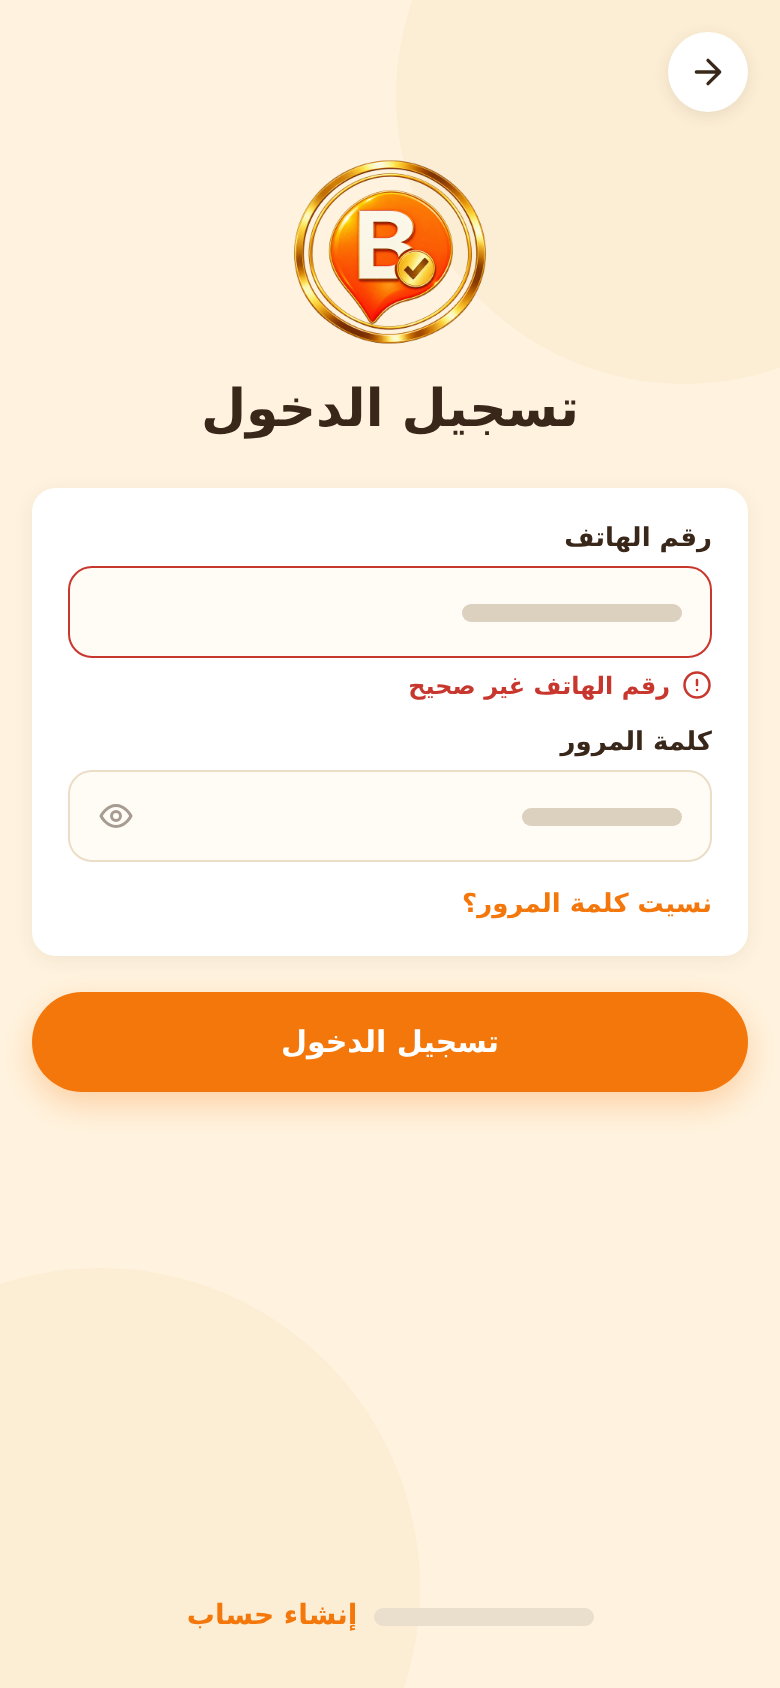 B
تسجيل الدخول
رقم الهاتف
رقم الهاتف غير صحيح
كلمة المرور
نسيت كلمة المرور؟
تسجيل الدخول
إنشاء حساب